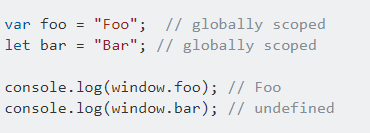 var foo = "Foo";  // globally scoped
let bar = "Bar"; // globally scoped
console.log(window.foo); // Foo
console.log(window.bar); // undefined